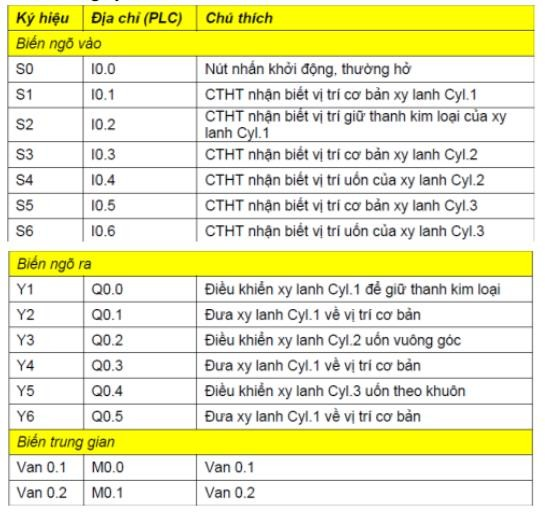 Ký hiệu Địa chỉ (PLC) Chú thích
Biến ngõ vào
S0 I0.0 Nút nhấn khởi động, thường hở
S1 I0.1 CTHT nhận biết vị trí cơ bản xy lanh Cyl.1
S2 I0.2 CTHT nhận biết vị trí giữ thanh kim loại của xy
lanh Cyl.1
S3 I0.3 CTHT nhận biết vị trí cơ bản xy lanh Cyl.2
S4 I0.4 CTHT nhận biết vị trí uốn của xy lanh Cyl.2
S5 I0.5 CTHT nhận biết vị trí cơ bản xy lanh Cyl.3
S6 I0.6 CTHT nhận biết vị trí uốn của xy lanh Cyl.3
Biến ngõ ra
Y1 Q0.0 Điều khiển xy lanh Cyl.1 để giữ thanh kim loại
Y2 Q0.1 Đưa xy lanh Cyl.1 về vị trí cơ bản
Y3 Q0.2 Điều khiển xy lanh Cyl.2 uốn vuông góc
Y4 Q0.3 Đưa xy lanh Cyl.1 về vị trí cơ bản
Y5 Q0.4 Điều khiển xy lanh Cyl.3 uốn theo khuôn
Y6 Q0.5 Đưa xy lanh Cyl.1 về vị trí cơ bản
Biến trung gian
Van 0.1 M0.0 Van 0.1
Van 0.2 M0.1 Van 0.2